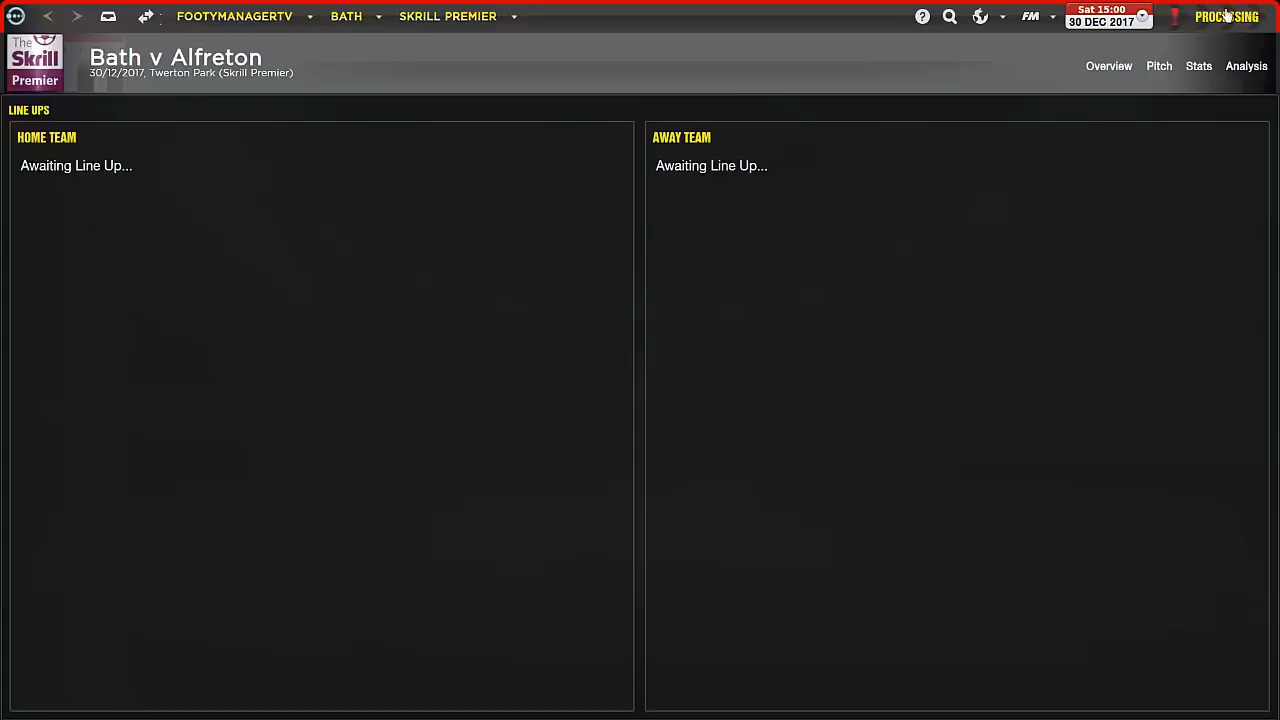 FOOTYMANAGERTV BATH SKRILL PREMIER FM Sat 15:00 PROCESSING
30 DEC 2017
The Skrill Premier
Bath v Alfreton
30/12/2017, Twerton Park (Skrill Premier)
Overview Pitch Stats Analysis
LINE UPS
HOME TEAM
Awaiting Line Up...
AWAY TEAM
Awaiting Line Up...